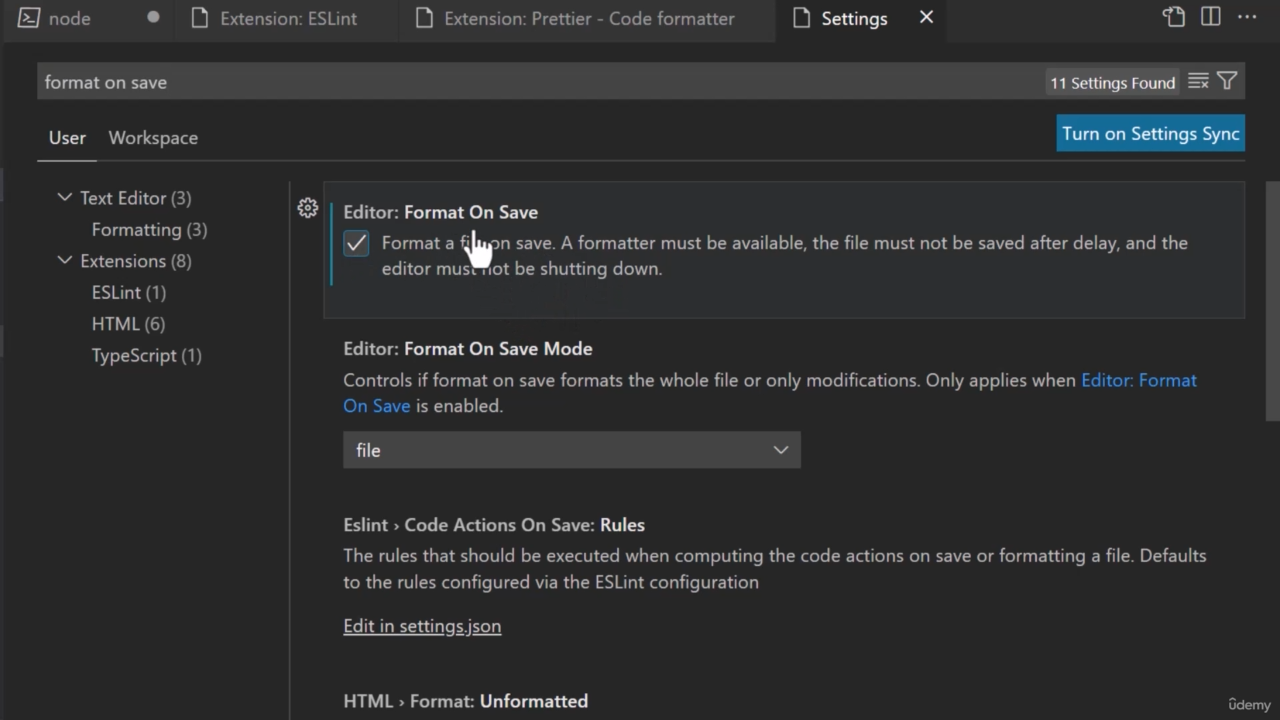 node
Extension: ESLint
Extension: Prettier - Code formatter
Settings
format on save
11 Settings Found
User
Workspace
Turn on Settings Sync
Text Editor (3)
Formatting (3)
Extensions (8)
ESLint (1)
HTML (6)
TypeScript (1)
Editor: Format On Save
Format a file on save. A formatter must be available, the file must not be saved after delay, and the
editor must not be shutting down.
Editor: Format On Save Mode
Controls if format on save formats the whole file or only modifications. Only applies when Editor: Format
On Save is enabled.
file
Eslint › Code Actions On Save: Rules
The rules that should be executed when computing the code actions on save or formatting a file. Defaults
to the rules configured via the ESLint configuration
Edit in settings.json
HTML › Format: Unformatted
ûdemy